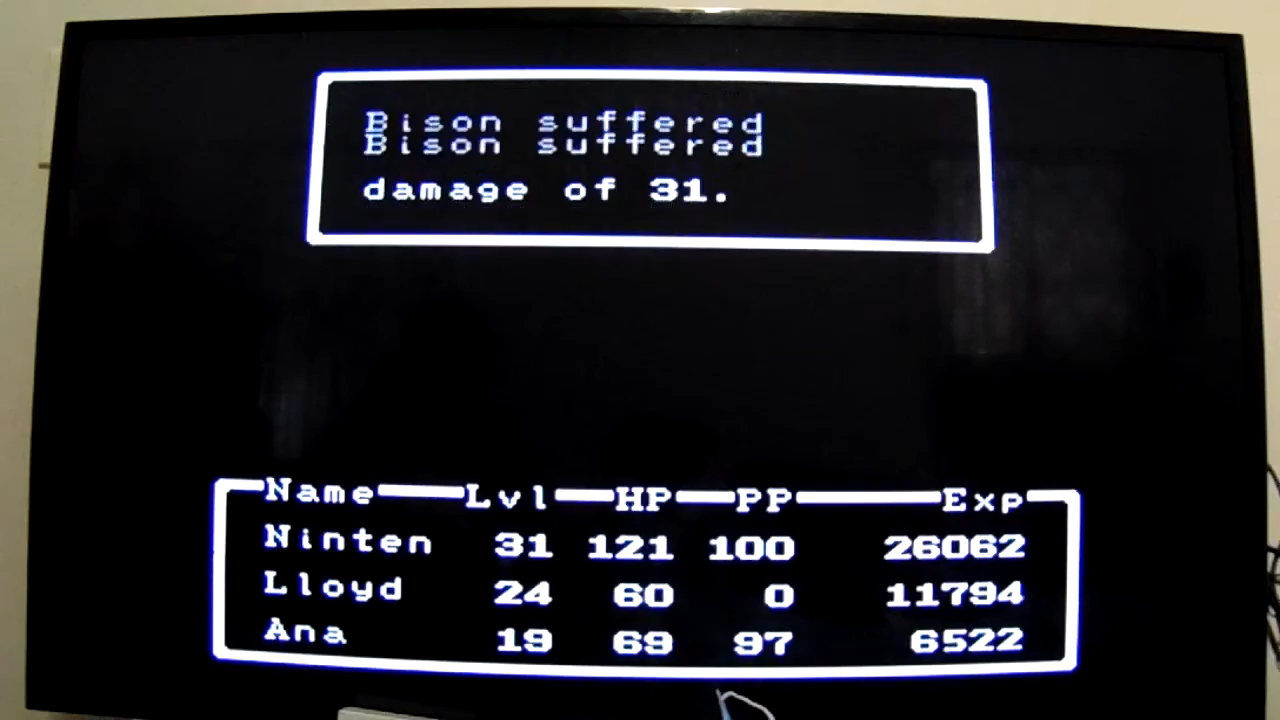 Bison suffered
Bison suffered
damage of 31.
Name Lvl HP PP Exp
Ninten 31 121 100 26062
Lloyd 24 60 0 11794
Ana 19 69 97 6522